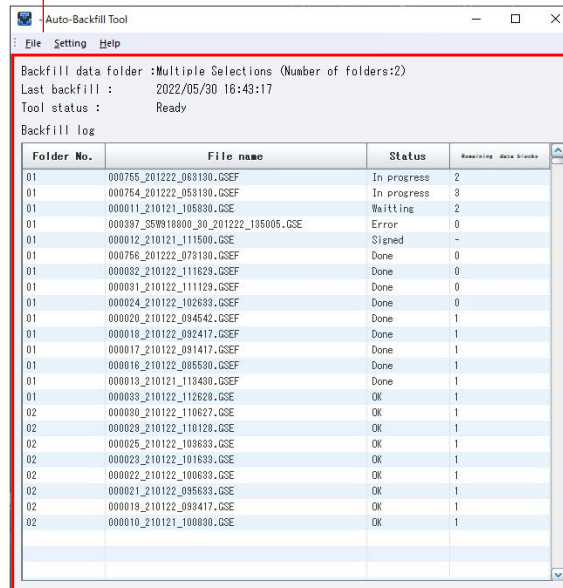 - Auto-Backfill Tool
File Setting Help
Backfill data folder :Multiple Selections (Number of folders:2)
Last backfill : 2022/05/30 16:43:17
Tool status : Ready
Backfill log
Folder No. File name Status Remaining data blocks
01 000755_201222_063130.GSEF In progress 2
01 000754_201222_053130.GSEF In progress 3
01 000011_210121_105830.GSEF Waitting 2
01 000397_S5W918800_30_201222_135005.GSE Error 0
01 000012_210121_111500.GSEF Signed -
01 000756_201222_073130.GSEF Done 0
01 000032_210122_111629.GSEF Done 0
01 000031_210122_111129.GSEF Done 0
01 000024_210122_102633.GSEF Done 0
01 000020_210122_094542.GSEF Done 1
01 000018_210122_092417.GSEF Done 1
01 000017_210122_091417.GSEF Done 1
01 000016_210122_085530.GSEF Done 1
01 000013_210121_113430.GSEF Done 1
01 000033_210122_112628.GSE OK 1
02 000030_210122_110627.GSE OK 1
02 000029_210122_110128.GSE OK 1
02 000025_210122_103633.GSE OK 1
02 000023_210122_101633.GSE OK 1
02 000022_210122_100633.GSE OK 1
02 000021_210122_095633.GSE OK 1
02 000019_210122_093417.GSE OK 1
02 000010_210121_100830.GSE OK 1